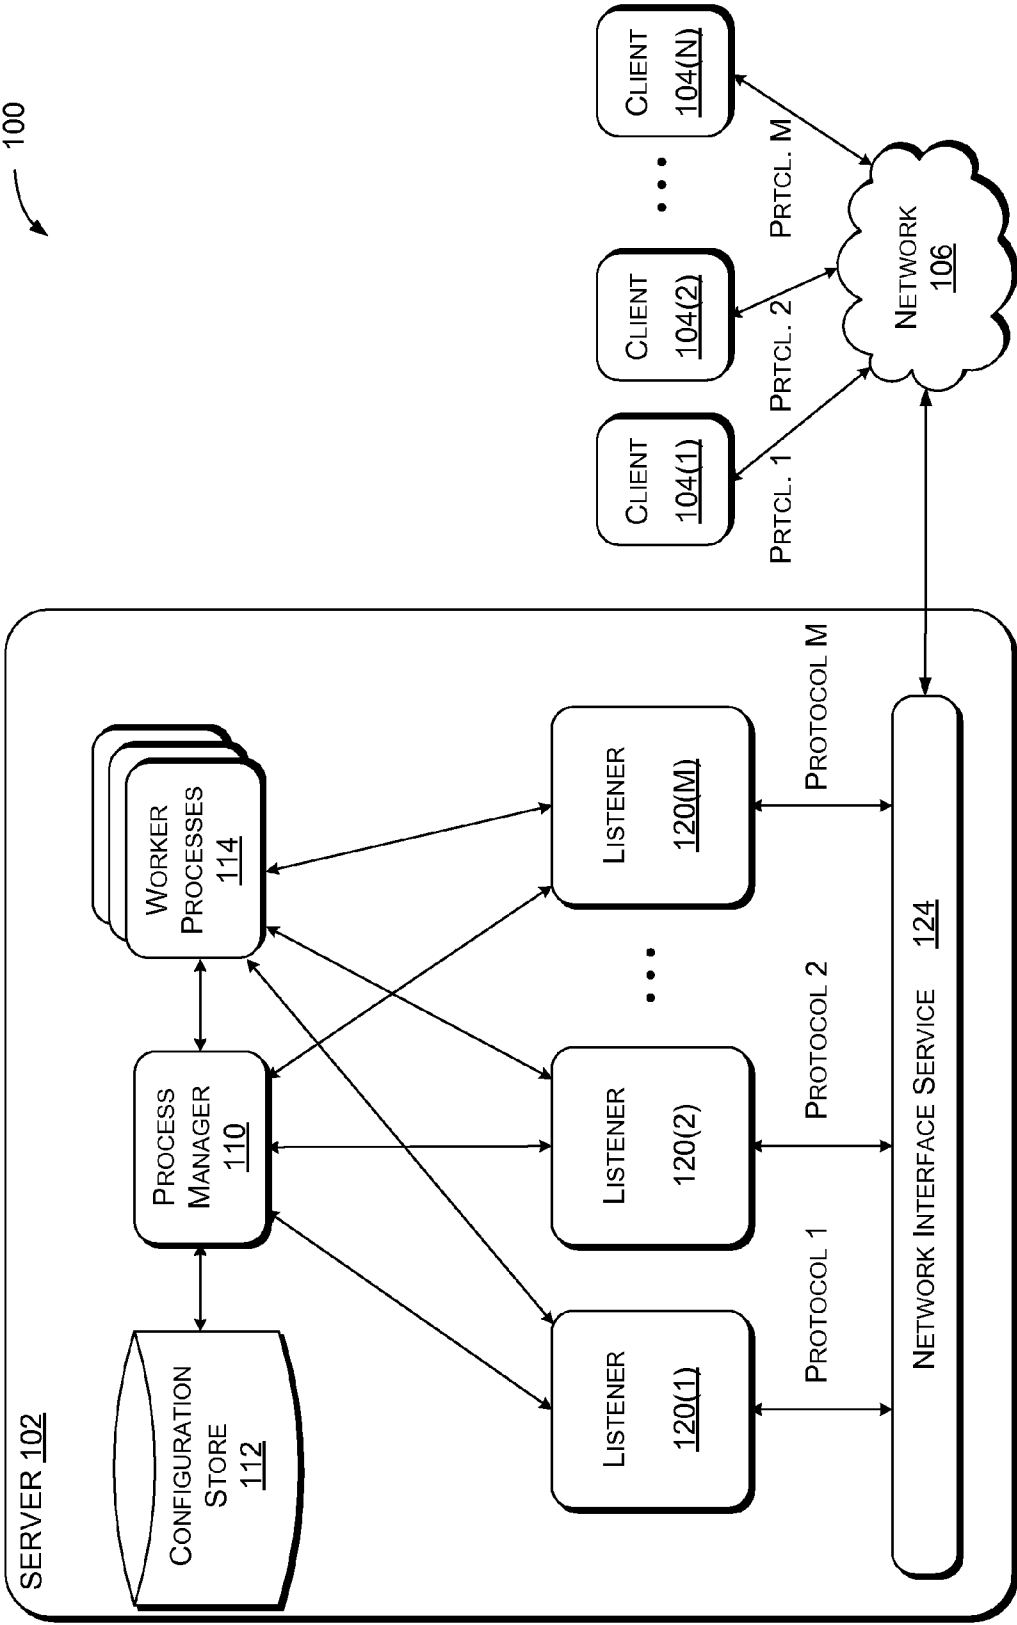 100
SERVER 102
CONFIGURATION
STORE
112
PROCESS
MANAGER
110
WORKER
PROCESSES
114
LISTENER
120(1)
LISTENER
120(2)
LISTENER
120(M)
PROTOCOL 1
PROTOCOL 2
PROTOCOL M
NETWORK INTERFACE SERVICE 124
CLIENT
104(1)
CLIENT
104(2)
CLIENT
104(N)
PRTCL. 1
PRTCL. 2
PRTCL. M
NETWORK
106